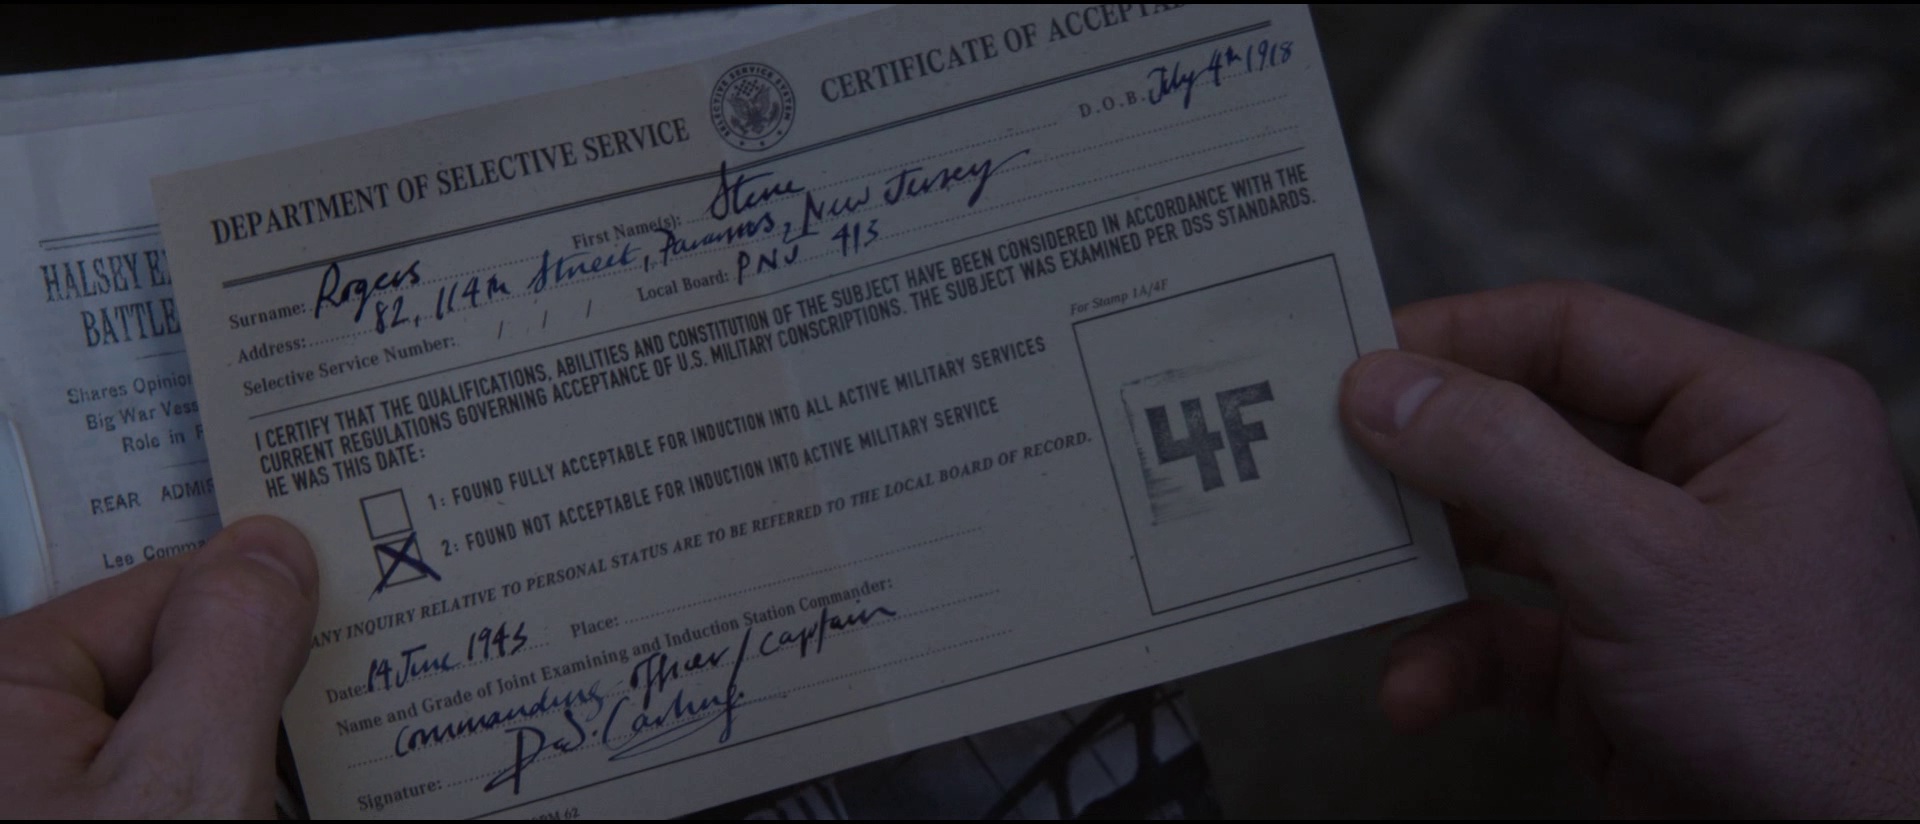 DEPARTMENT OF SELECTIVE SERVICE
SELECTIVE SERVICE SYSTEM
CERTIFICATE OF
Surname: Rogers First Name(s): Steve D.O.B. July 4th 1918
Address: 82, 114th Street, Paramus, New Jersey
Selective Service Number: / / / Local Board: PNJ 413
I CERTIFY THAT THE QUALIFICATIONS, ABILITIES AND CONSTITUTION OF THE SUBJECT HAVE BEEN CONSIDERED IN ACCORDANCE WITH THE
CURRENT REGULATIONS GOVERNING ACCEPTANCE OF U.S. MILITARY CONSCRIPTIONS. THE SUBJECT WAS EXAMINED PER DSS STANDARDS.
HE WAS THIS DATE:
For Stamp 1A/4F
4F
1: FOUND FULLY ACCEPTABLE FOR INDUCTION INTO ALL ACTIVE MILITARY SERVICES
X 2: FOUND NOT ACCEPTABLE FOR INDUCTION INTO ACTIVE MILITARY SERVICE
ANY INQUIRY RELATIVE TO PERSONAL STATUS ARE TO BE REFERRED TO THE LOCAL BOARD OF RECORD.
Date: 14 June 1943 Place:
Name and Grade of Joint Examining and Induction Station Commander:
Commanding officer / Captain
Signature:
62
HALSEY
BATTLE
Shares Opinion
Big War
Role in
REAR
Lee